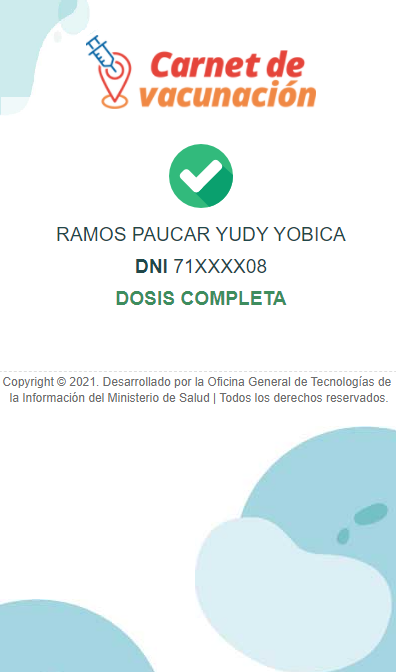 Carnet de
vacunación
RAMOS PAUCAR YUDY YOBICA
DNI 71XXXX08
DOSIS COMPLETA
Copyright © 2021. Desarrollado por la Oficina General de Tecnologías de
la Información del Ministerio de Salud | Todos los derechos reservados.